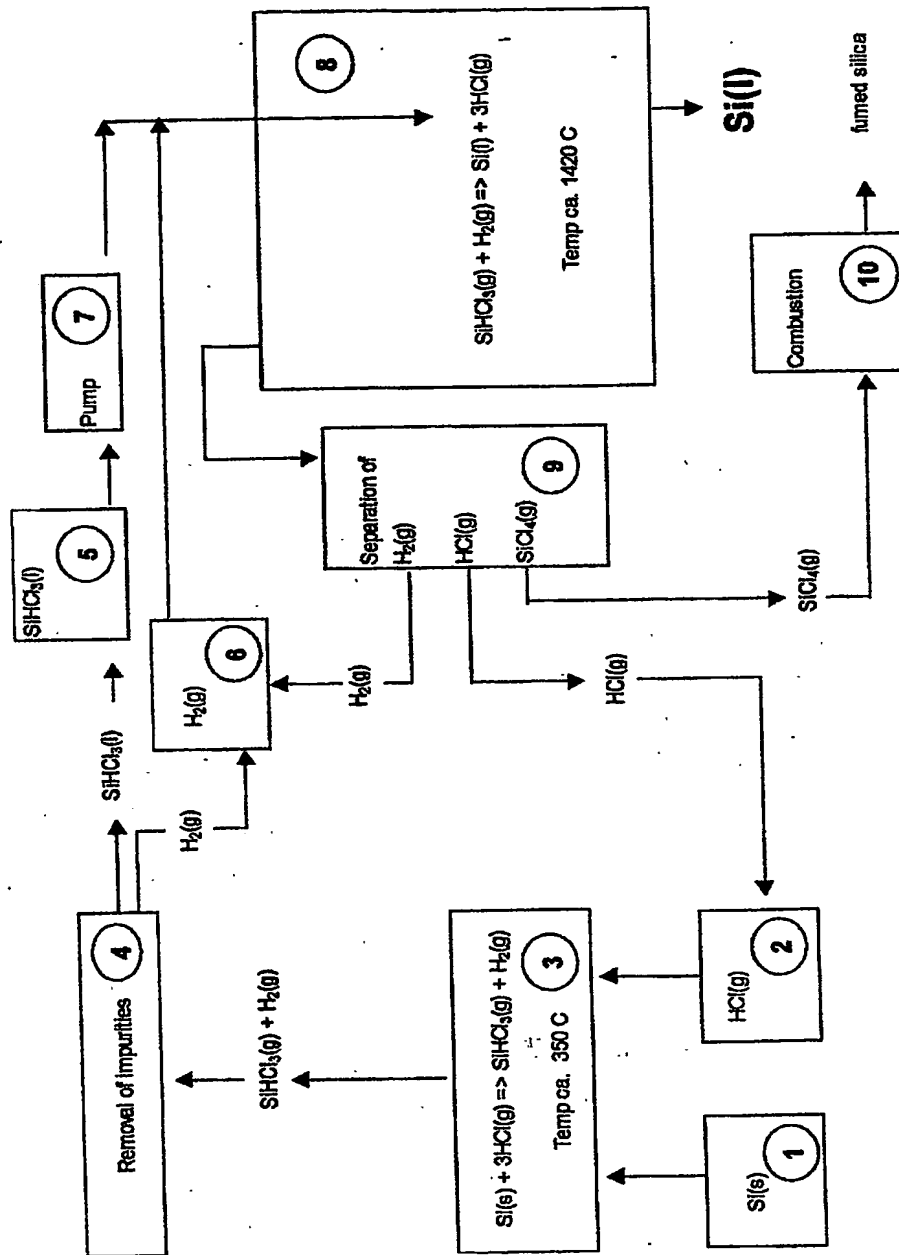 Removal of impurities
4
SiHCl₃(l)
SiHCl₃(l)
5
Pump
7
H₂(g)
H₂(g)
6
SiHCl₃(g) + H₂(g)
H₂(g)
8
SiHCl₃(g) + H₂(g) => Si(l) + 3HCl(g)
Temp ca. 1420 C
Separation of
H₂(g)
HCl(g)
SiCl₄(g)
9
Si(s) + 3HCl(g) => SiHCl₃(g) + H₂(g)
3
Temp ca. 350 C
HCl(g)
Si(l)
Si(s)
1
HCl(g)
2
SiCl₄(g)
Combustion
10
fumed silica